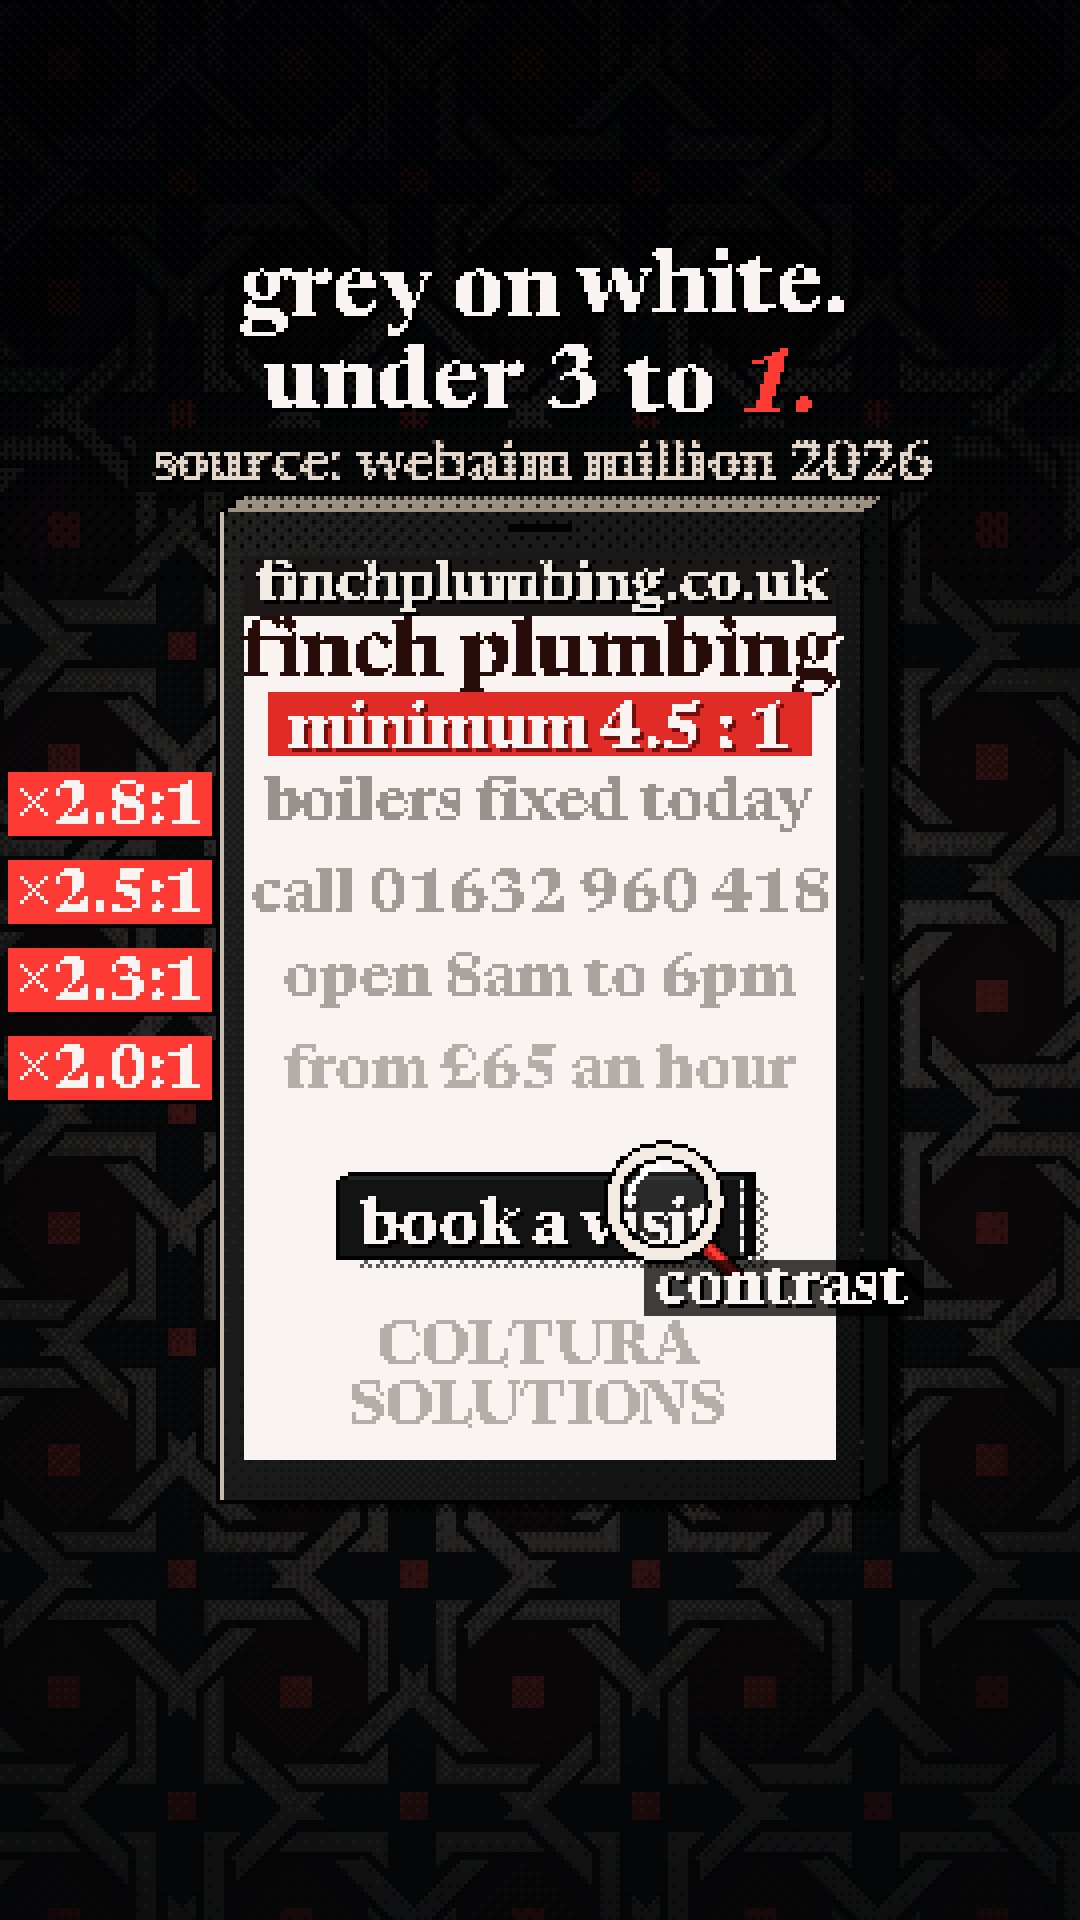 grey on white.
under 3 to 1.
source: webaim million 2026
finchplumbing.co.uk
finch plumbing
minimum 4.5 : 1
×2.8:1
boilers fixed today
×2.5:1
call 01632 960 418
×2.3:1
open 8am to 6pm
×2.0:1
from £65 an hour
book a visit
contrast
COLTURA
SOLUTIONS